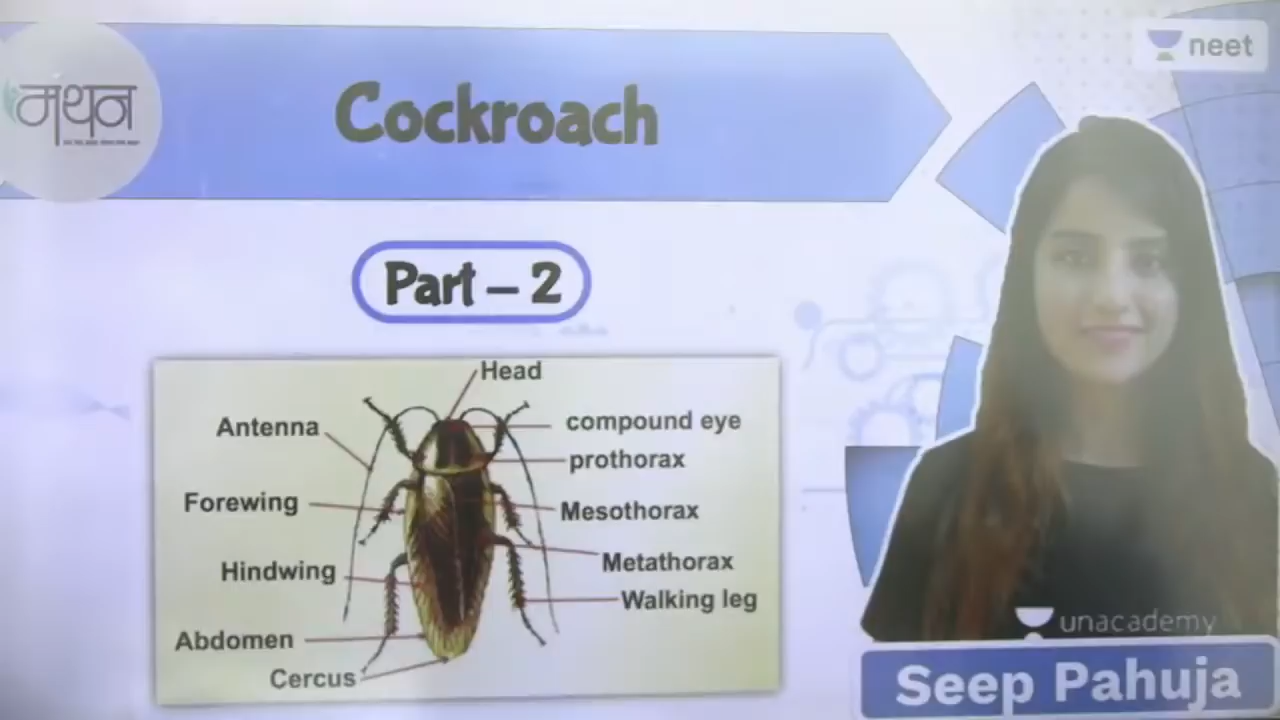 मंथन
Cockroach
neet
Part – 2
Head
Antenna
compound eye
prothorax
Forewing
Mesothorax
Metathorax
Hindwing
Walking leg
Abdomen
Cercus
unacademy
Seep Pahuja